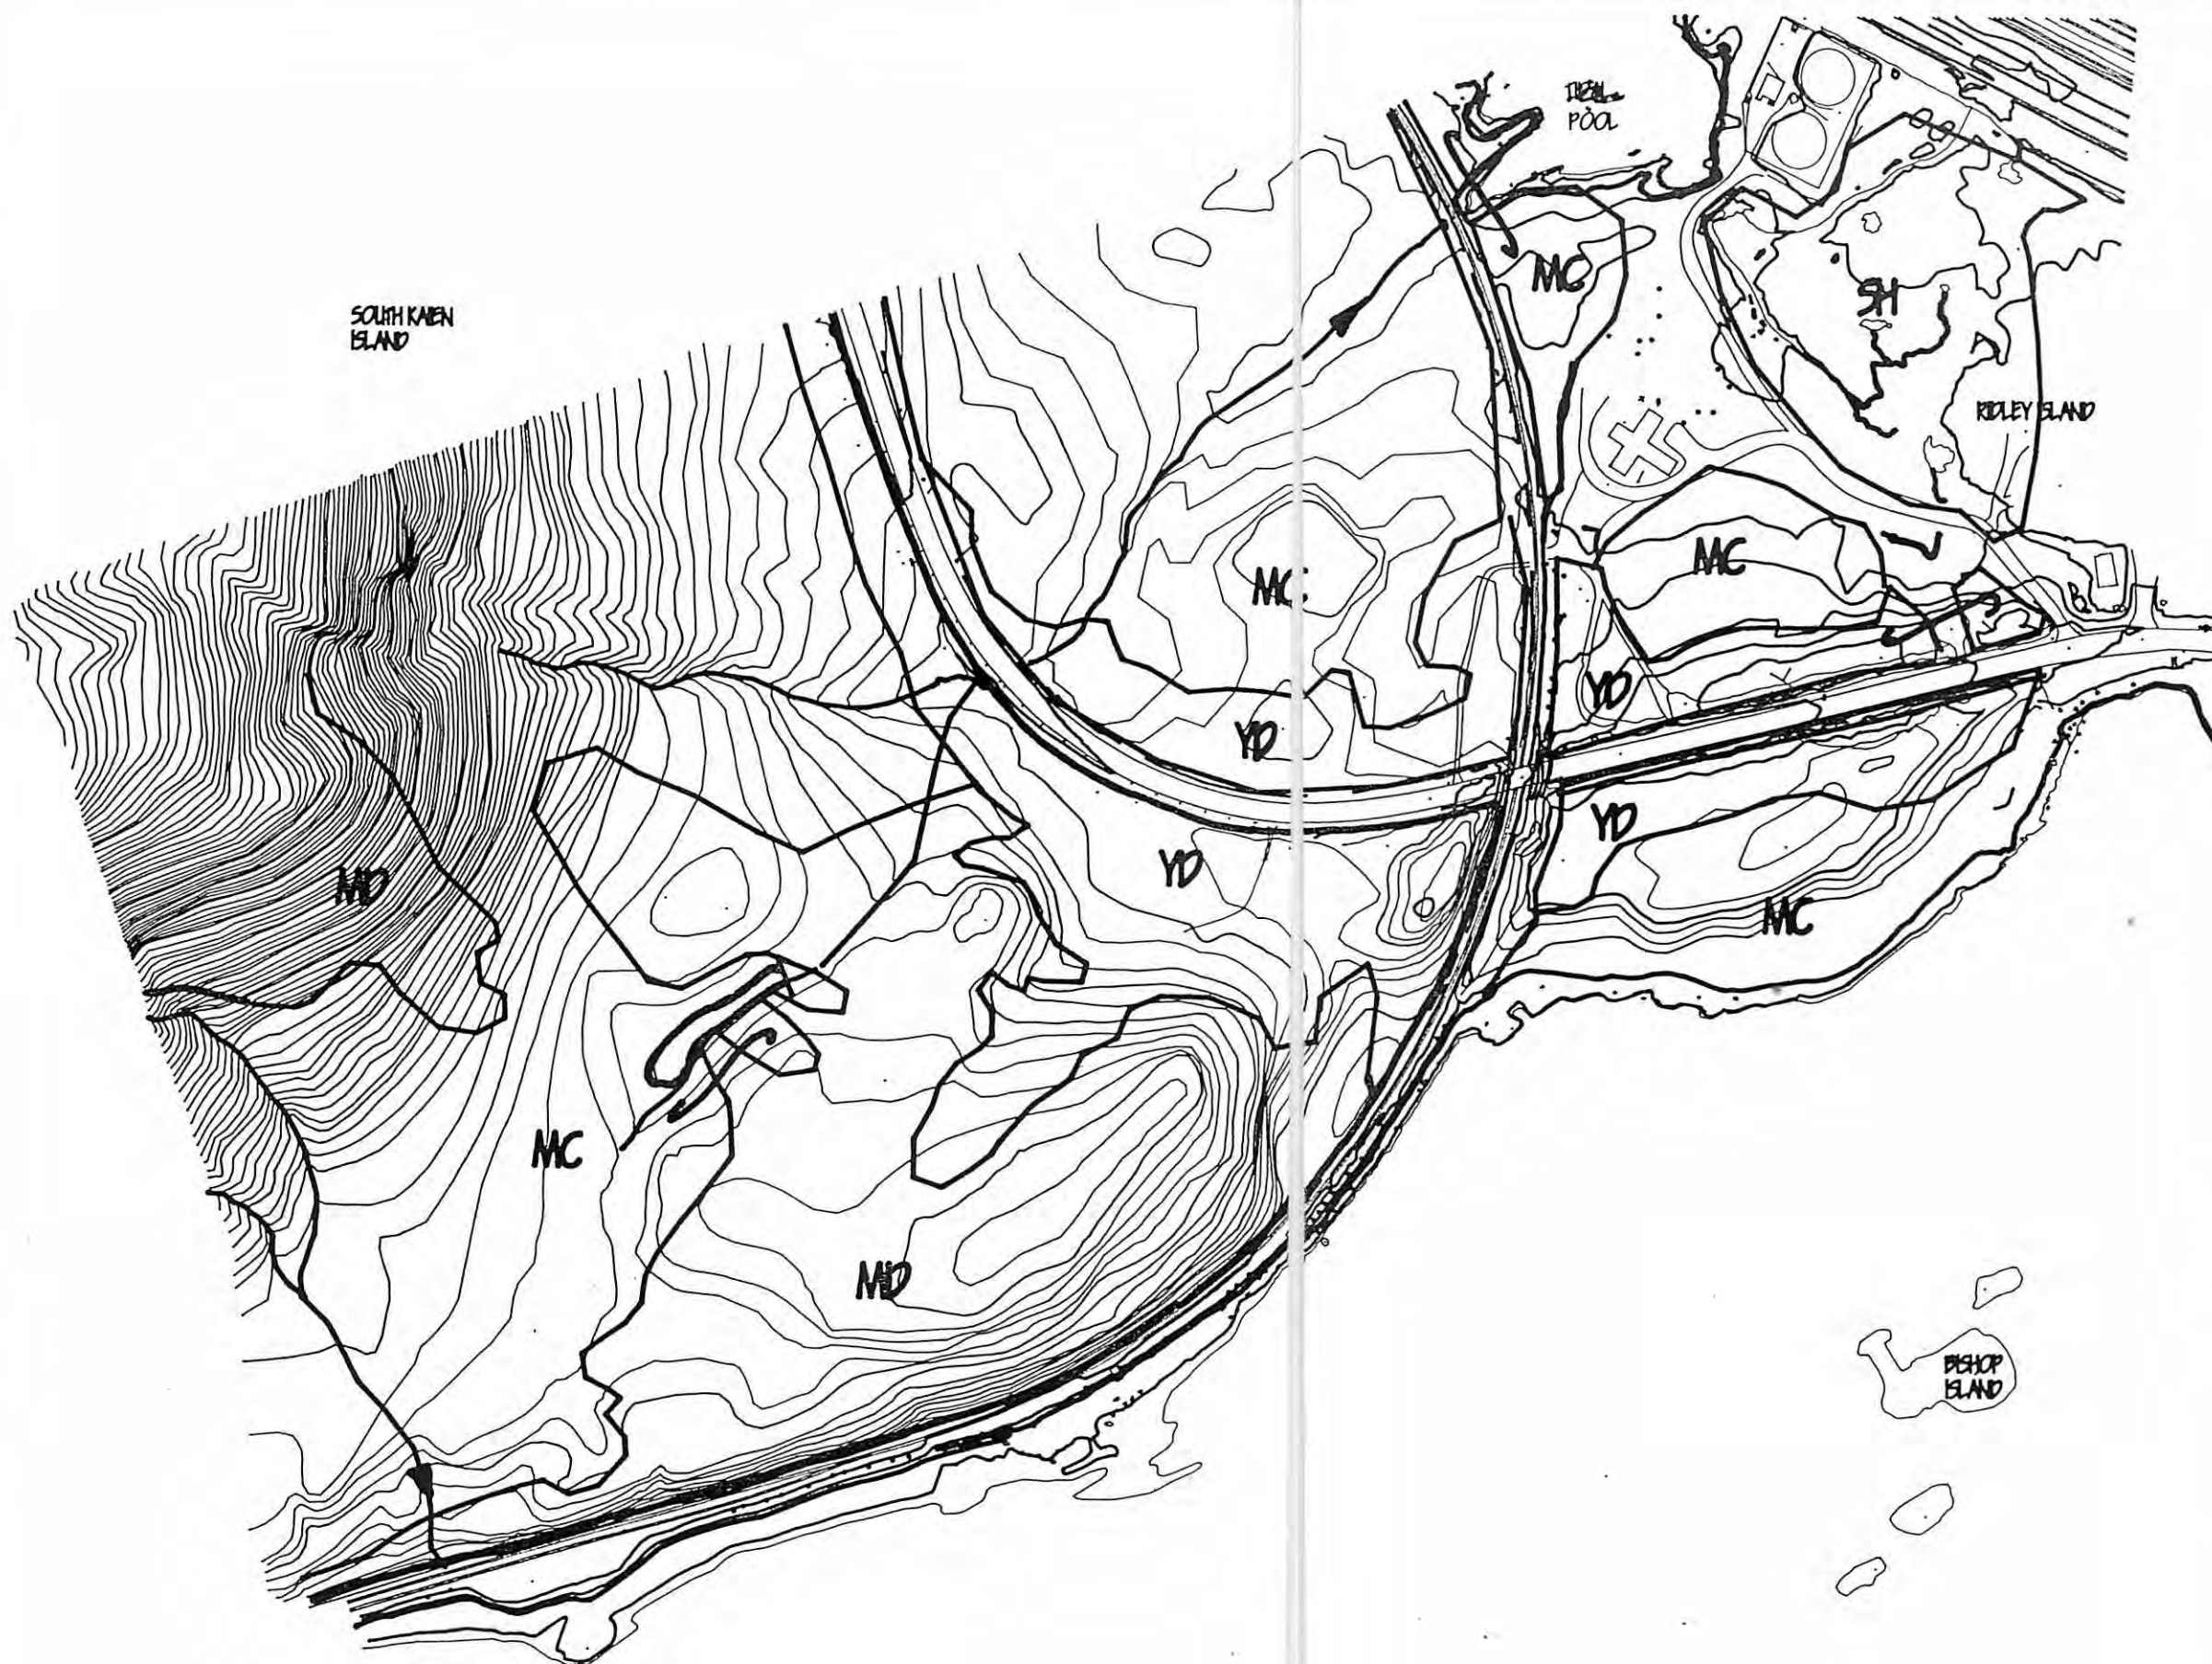 POOL
MC
SOUTH KAIEN
ISLAND
SH
RIDLEY ISLAND
MC
MC
YD
YD
YD
YD
MD
MC
MC
MD
BISHOP
ISLAND